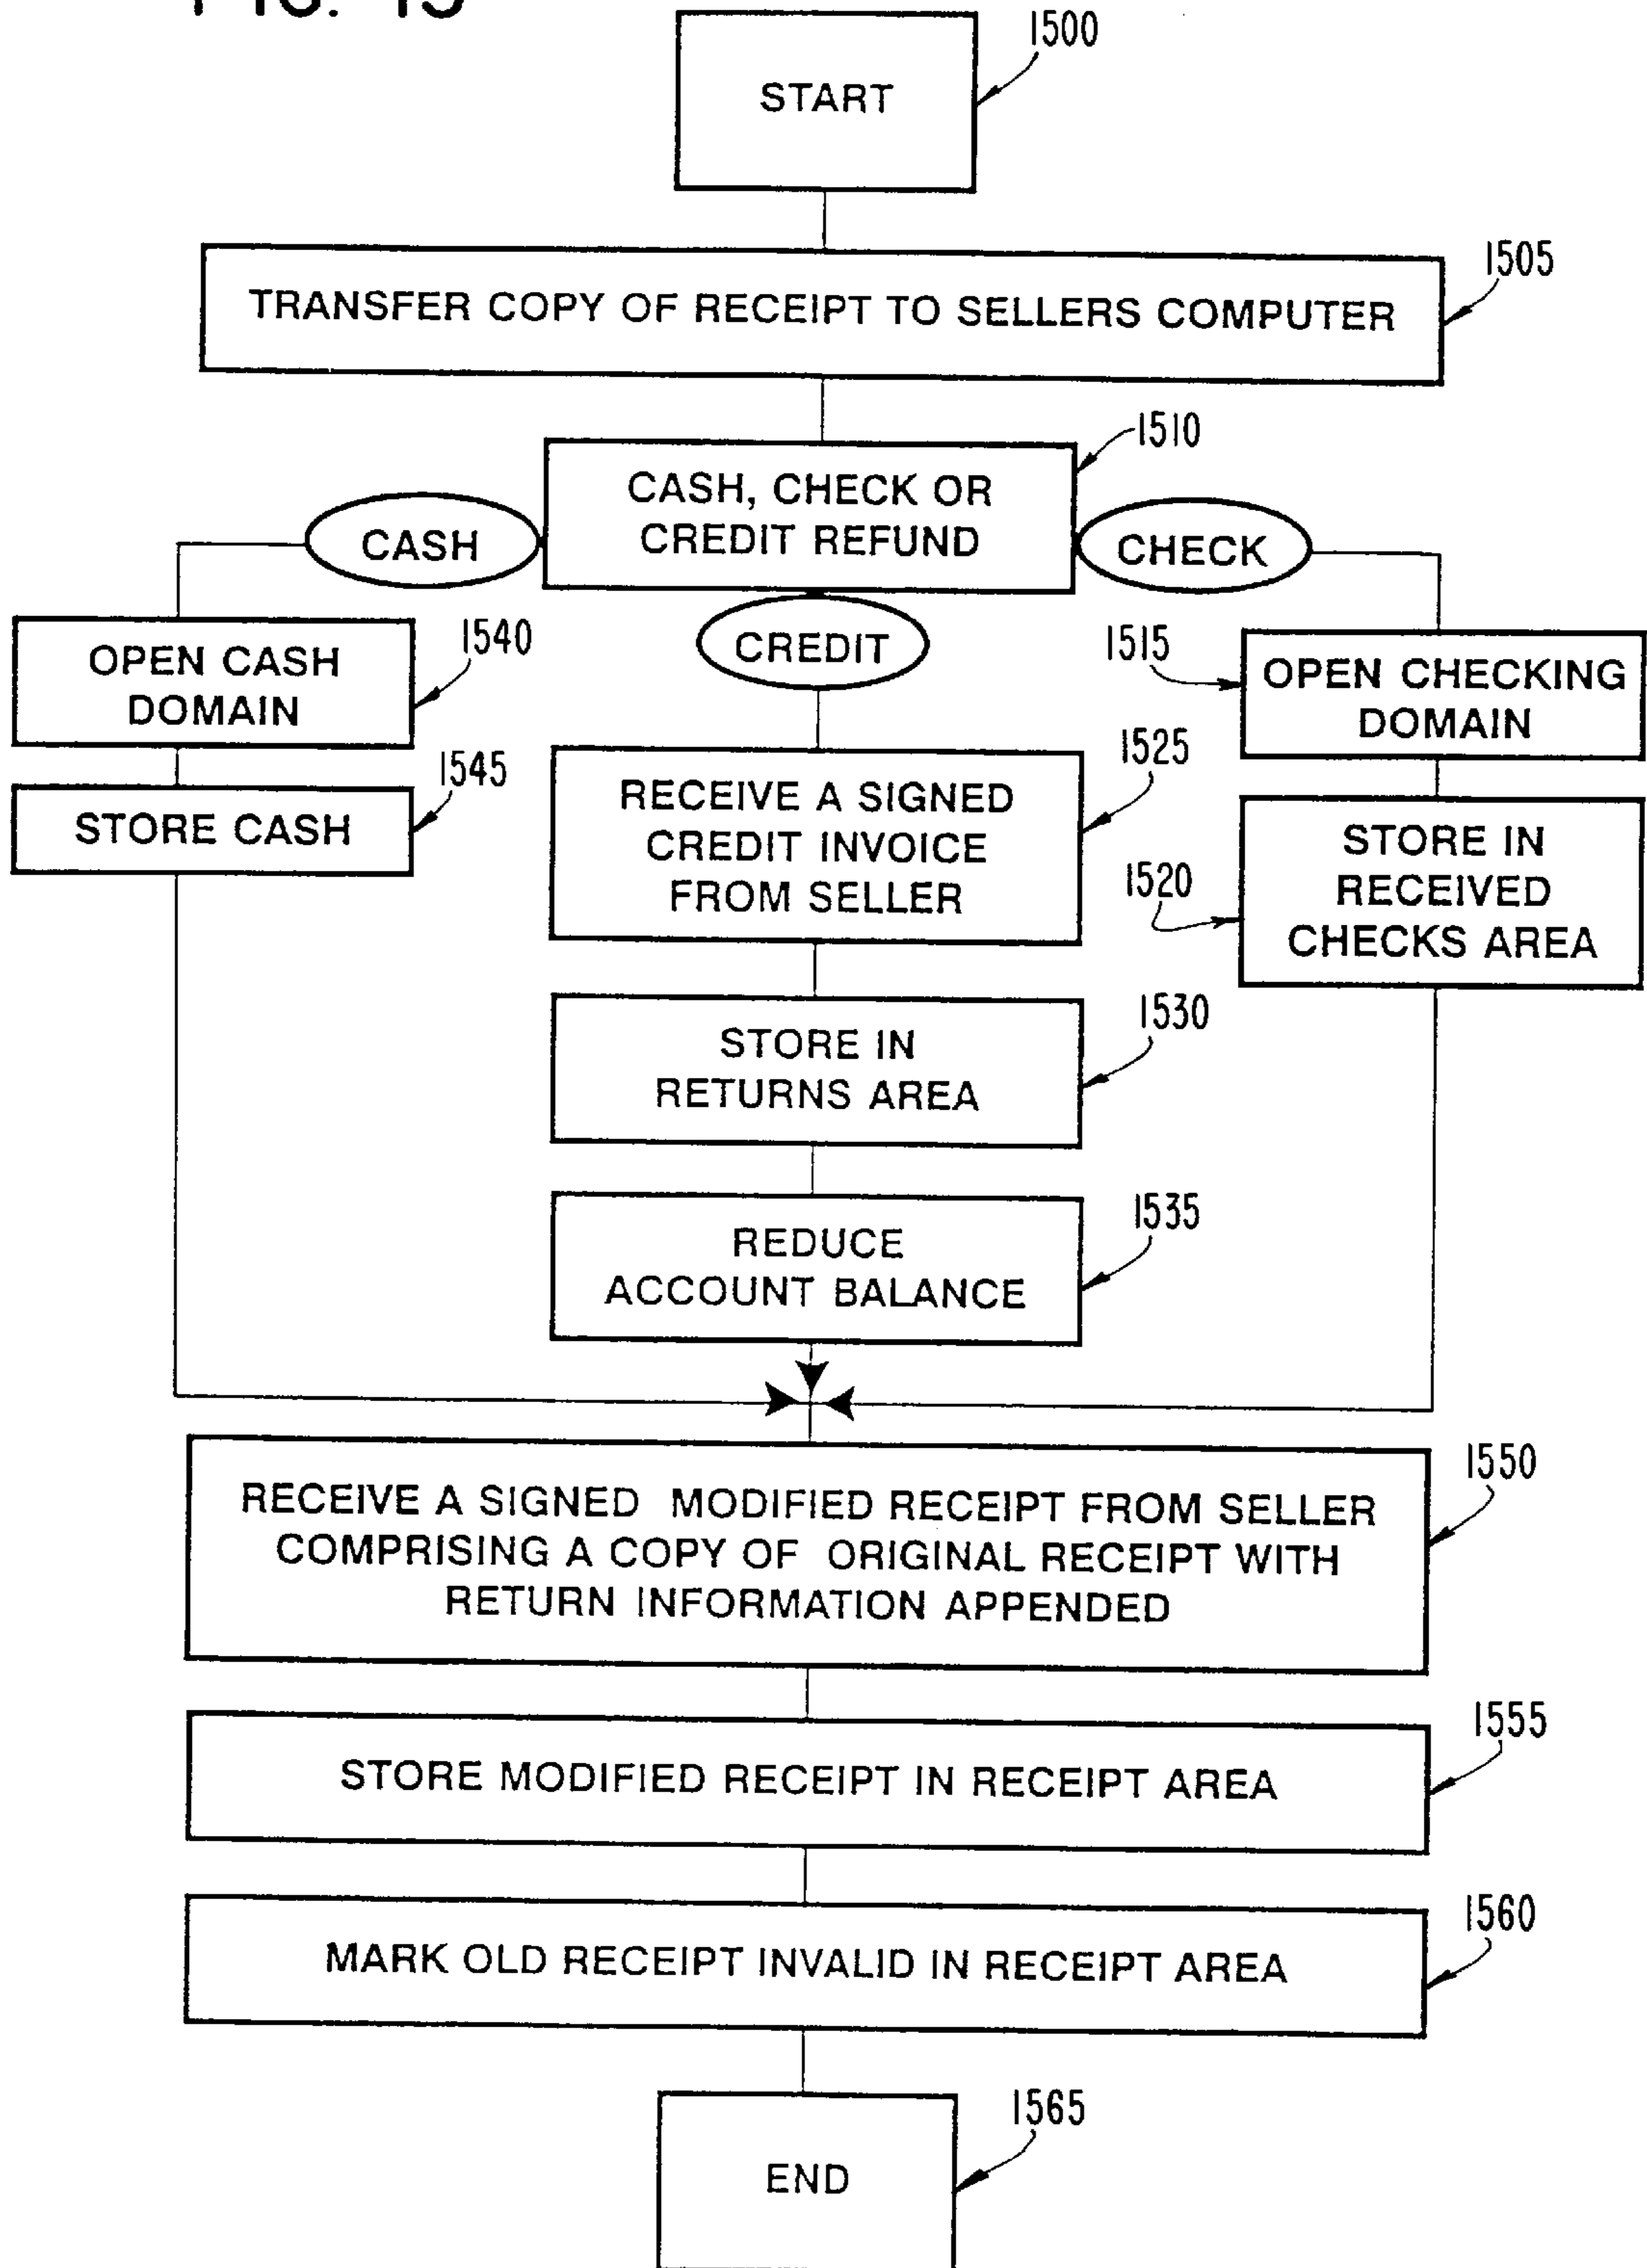 FIG. 15
1500
START
1505
TRANSFER COPY OF RECEIPT TO SELLERS COMPUTER
1510
CASH, CHECK OR
CREDIT REFUND
CASH
CHECK
CREDIT
1540
OPEN CASH
DOMAIN
1515
OPEN CHECKING
DOMAIN
1545
STORE CASH
1525
RECEIVE A SIGNED
CREDIT INVOICE
FROM SELLER
1520
STORE IN
RECEIVED
CHECKS AREA
1530
STORE IN
RETURNS AREA
1535
REDUCE
ACCOUNT BALANCE
1550
RECEIVE A SIGNED MODIFIED RECEIPT FROM SELLER
COMPRISING A COPY OF ORIGINAL RECEIPT WITH
RETURN INFORMATION APPENDED
1555
STORE MODIFIED RECEIPT IN RECEIPT AREA
1560
MARK OLD RECEIPT INVALID IN RECEIPT AREA
1565
END